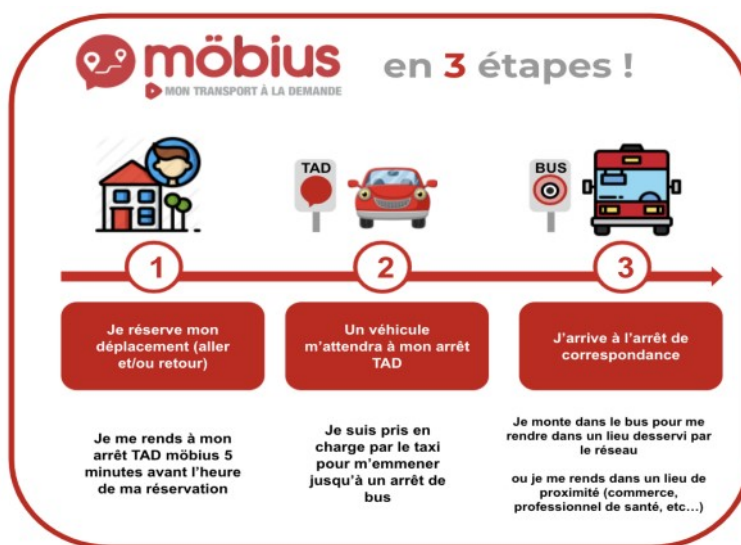 möbius en 3 étapes !
MON TRANSPORT À LA DEMANDE
TAD
BUS
1
2
3
Je réserve mon
déplacement (aller
et/ou retour)
Un véhicule
m'attendra à mon arrêt
TAD
J'arrive à l'arrêt de
correspondance
Je me rends à mon
arrêt TAD möbius 5
minutes avant l'heure
de ma réservation
Je suis pris en
charge par le taxi
pour m'emmener
jusqu'à un arrêt de
bus
Je monte dans le bus pour me
rendre dans un lieu desservi par
le réseau
ou je me rends dans un lieu de
proximité (commerce,
professionnel de santé, etc…)